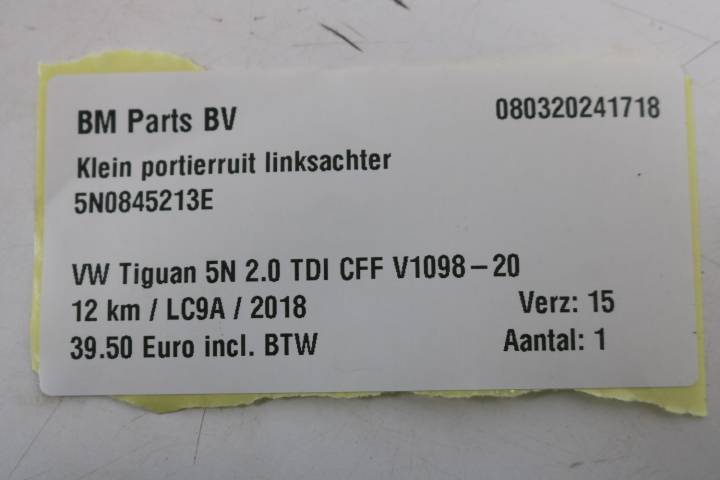 BM Parts BV 080320241718
Klein portierruit linksachter
5N0845213E
VW Tiguan 5N 2.0 TDI CFF V1098-20
12 km / LC9A / 2018 Verz: 15
39.50 Euro incl. BTW Aantal: 1